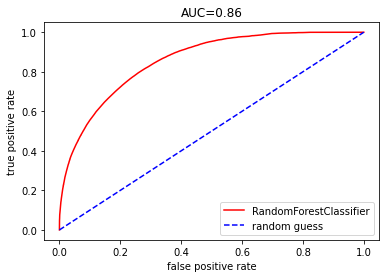 AUC=0.86
true positive rate
1.0
0.8
0.6
0.4
0.2
0.0
RandomForestClassifier
random guess
0.0 0.2 0.4 0.6 0.8 1.0
false positive rate